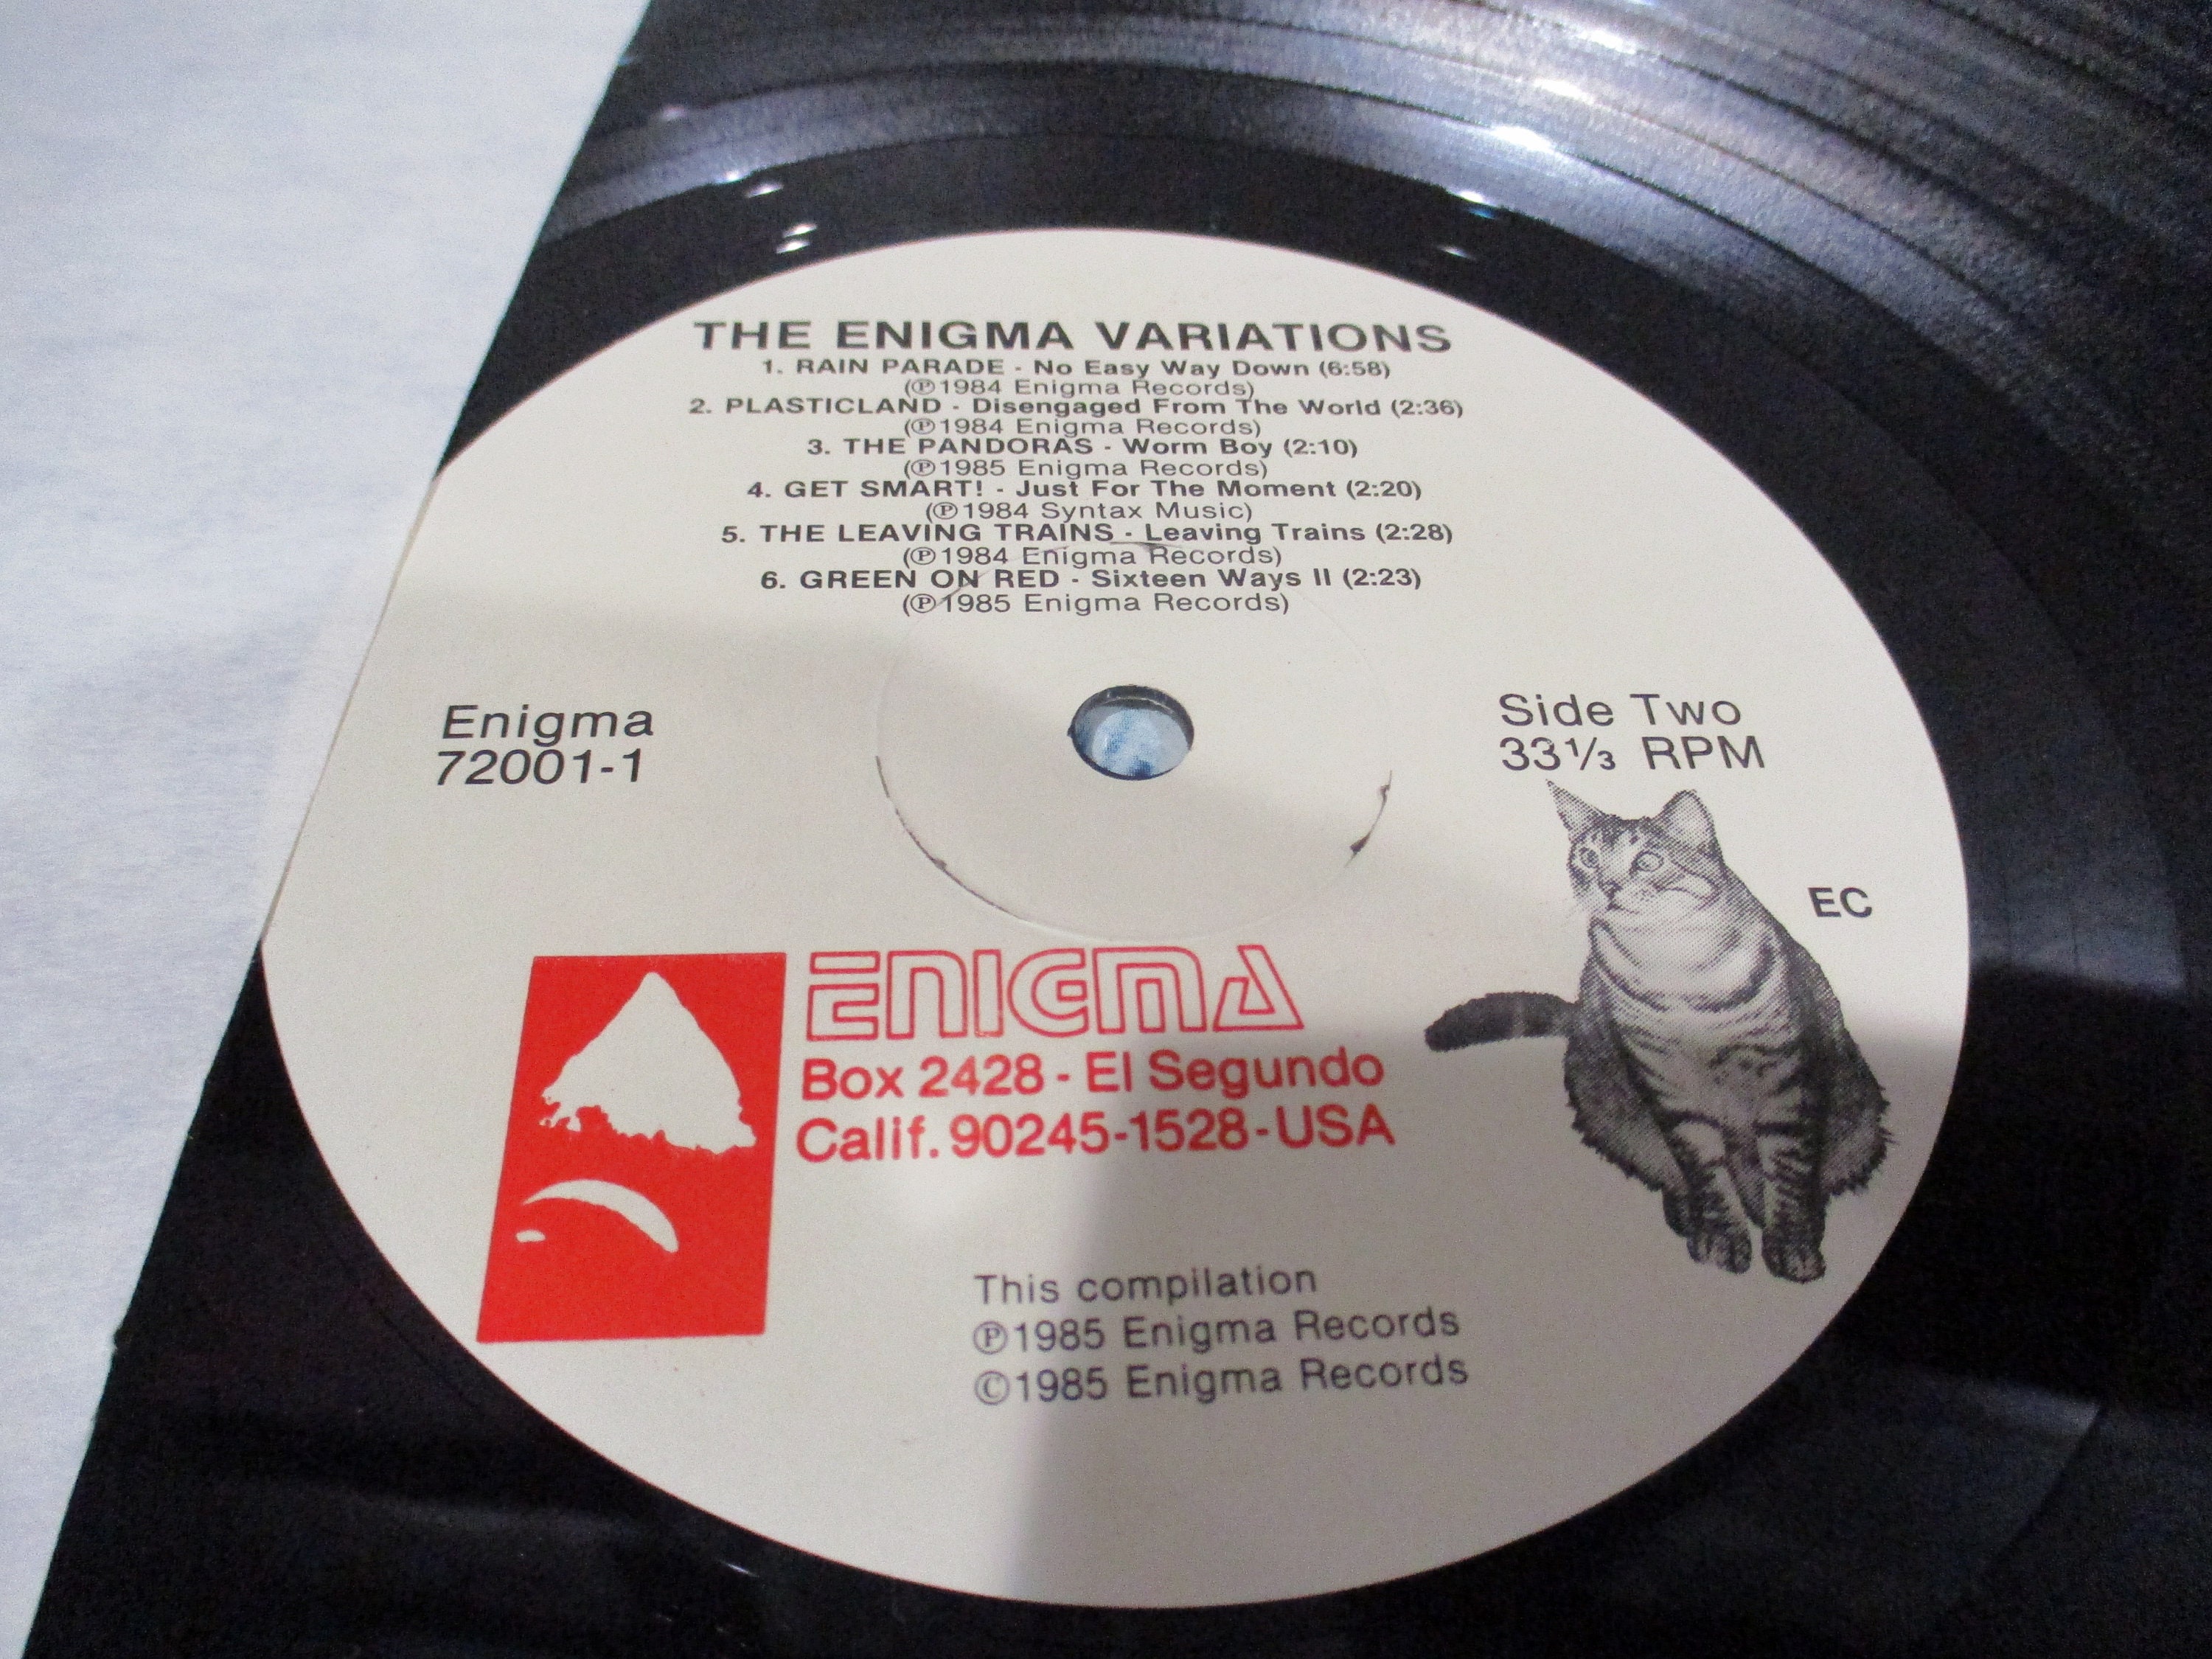 THE ENIGMA VARIATIONS
1. RAIN PARADE - No Easy Way Down (6:58)
(℗1984 Enigma Records)
2. PLASTICLAND - Disengaged From The World (2:36)
(℗1984 Enigma Records)
3. THE PANDORAS - Worm Boy (2:10)
(℗1985 Enigma Records)
4. GET SMART! - Just For The Moment (2:20)
(℗1984 Syntax Music)
5. THE LEAVING TRAINS - Leaving Trains (2:28)
(℗1984 Enigma Records)
6. GREEN ON RED - Sixteen Ways II (2:23)
(℗1985 Enigma Records)
Enigma
72001-1
Side Two
33⅓ RPM
EC
ENIGMA
Box 2428 - El Segundo
Calif. 90245-1528-USA
This compilation
℗1985 Enigma Records
©1985 Enigma Records